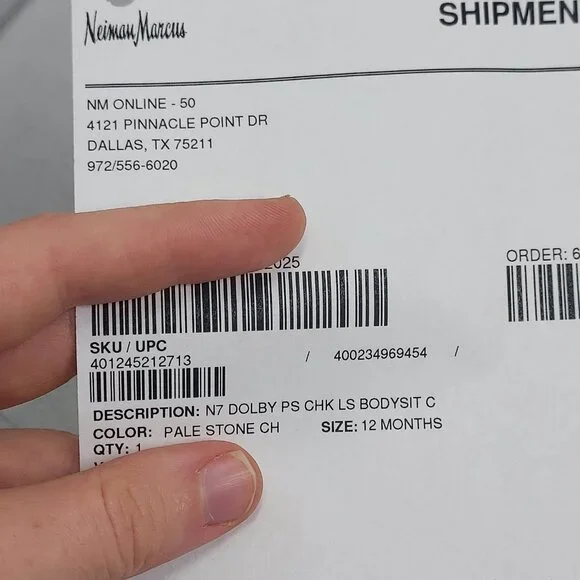 Neiman Marcus
SHIPMEN
NM ONLINE - 50
4121 PINNACLE POINT DR
DALLAS, TX 75211
972/556-6020
2025
ORDER: 6
SKU / UPC
401245212713 / 400234969454 /
DESCRIPTION: N7 DOLBY PS CHK LS BODYSIT C
COLOR: PALE STONE CH SIZE: 12 MONTHS
QTY: 1